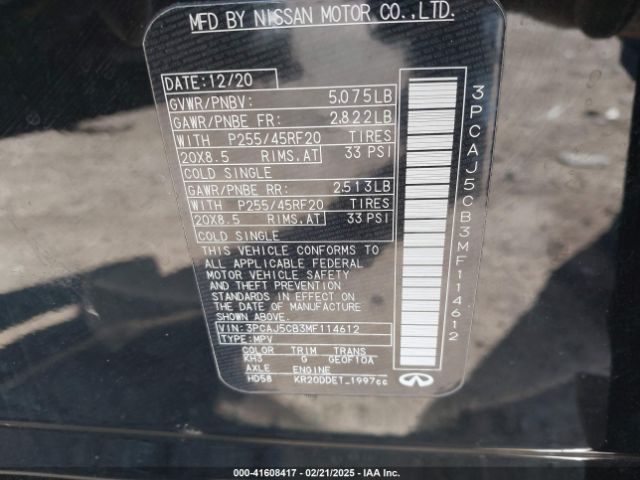 MFD BY NISSAN MOTOR CO.,LTD.
DATE: 12/20
GVWR/PNBV: 5.075LB
GAWR/PNBE FR: 2.822LB
WITH P255/45RF20 TIRES
20X8.5 RIMS.AT 33 PSI
COLD SINGLE
GAWR/PNBE RR: 2.513LB
WITH P255/45RF20 TIRES
20X8.5 RIMS.AT 33 PSI
COLD SINGLE
THIS VEHICLE CONFORMS TO
ALL APPLICABLE FEDERAL
MOTOR VEHICLE SAFETY
AND THEFT PREVENTION
STANDARDS IN EFFECT ON
THE DATE OF MANUFACTURE
SHOWN ABOVE.
VIN: 3PCAJ5CB3MF114612
TYPE: MPV
COLOR TRIM TRANS
KH3 G GEOF10A
AXLE ENGINE
HD58 KR20DDET_1997cc
3PCAJ5CB3MF114612
000-41608417 - 02/21/2025 - IAA Inc.